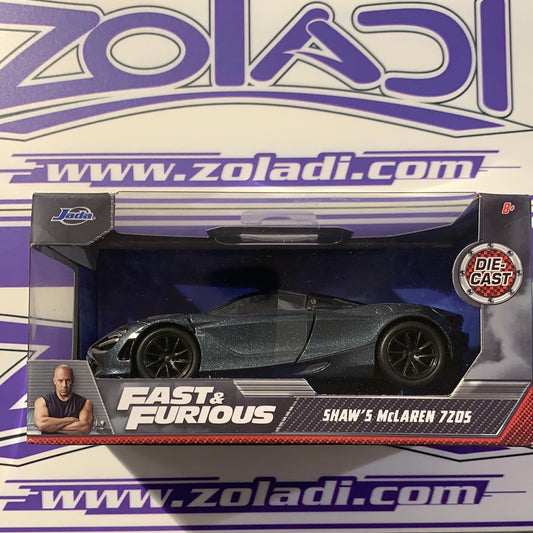 ZOLADI
www.zoladi.com
Jada
8+
DIE-
CAST
FAST &
FURIOUS
SHAW'S McLAREN 720S
www.zoladi.com